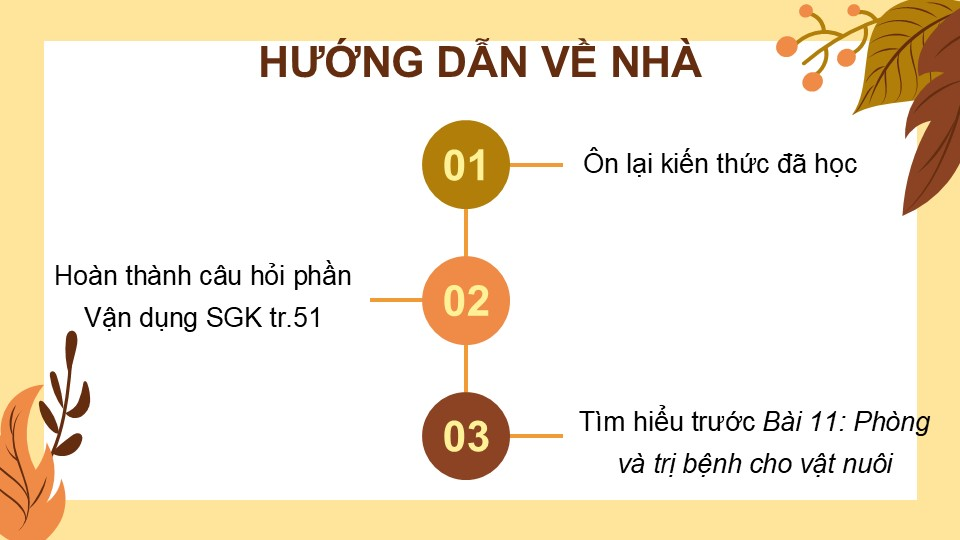 HƯỚNG DẪN VỀ NHÀ
01
Ôn lại kiến thức đã học
Hoàn thành câu hỏi phần
Vận dụng SGK tr.51
02
03
Tìm hiểu trước Bài 11: Phòng
và trị bệnh cho vật nuôi